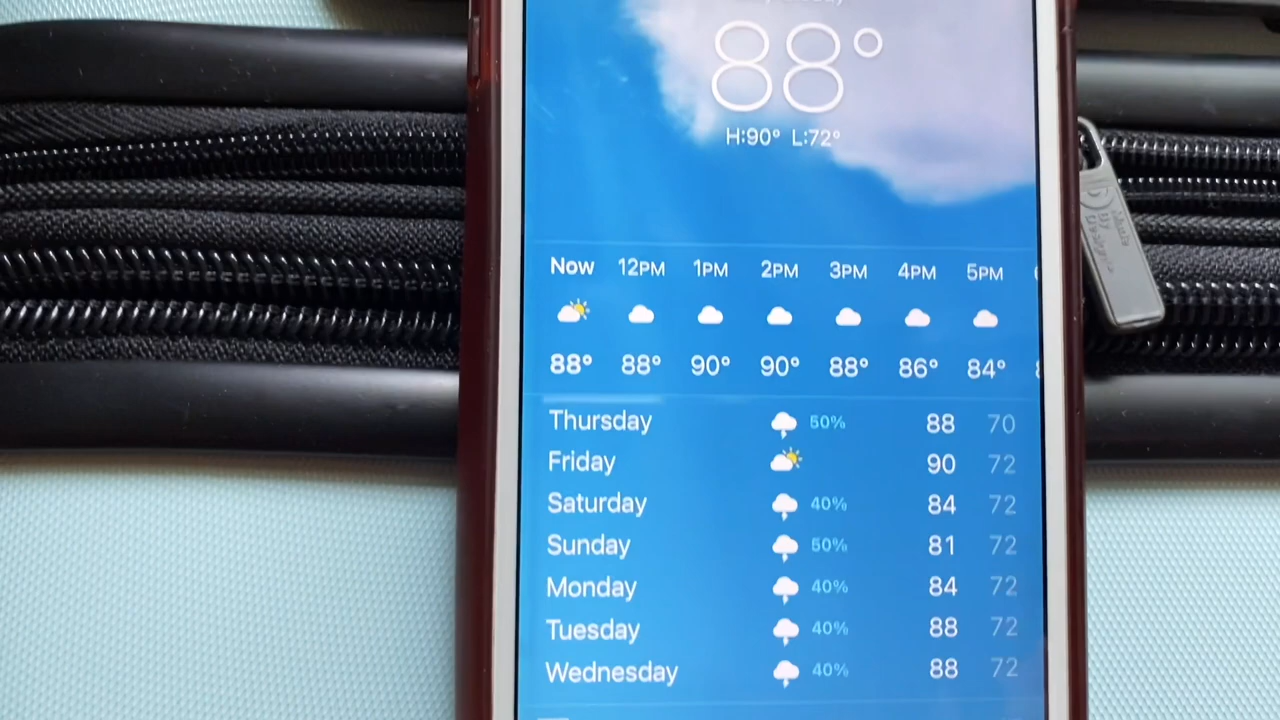 88°
H:90° L:72°
Now 12PM 1PM 2PM 3PM 4PM 5PM
88° 88° 90° 90° 88° 86° 84°
Thursday 50% 88 70
Friday 90 72
Saturday 40% 84 72
Sunday 50% 81 72
Monday 40% 84 72
Tuesday 40% 88 72
Wednesday 40% 88 72